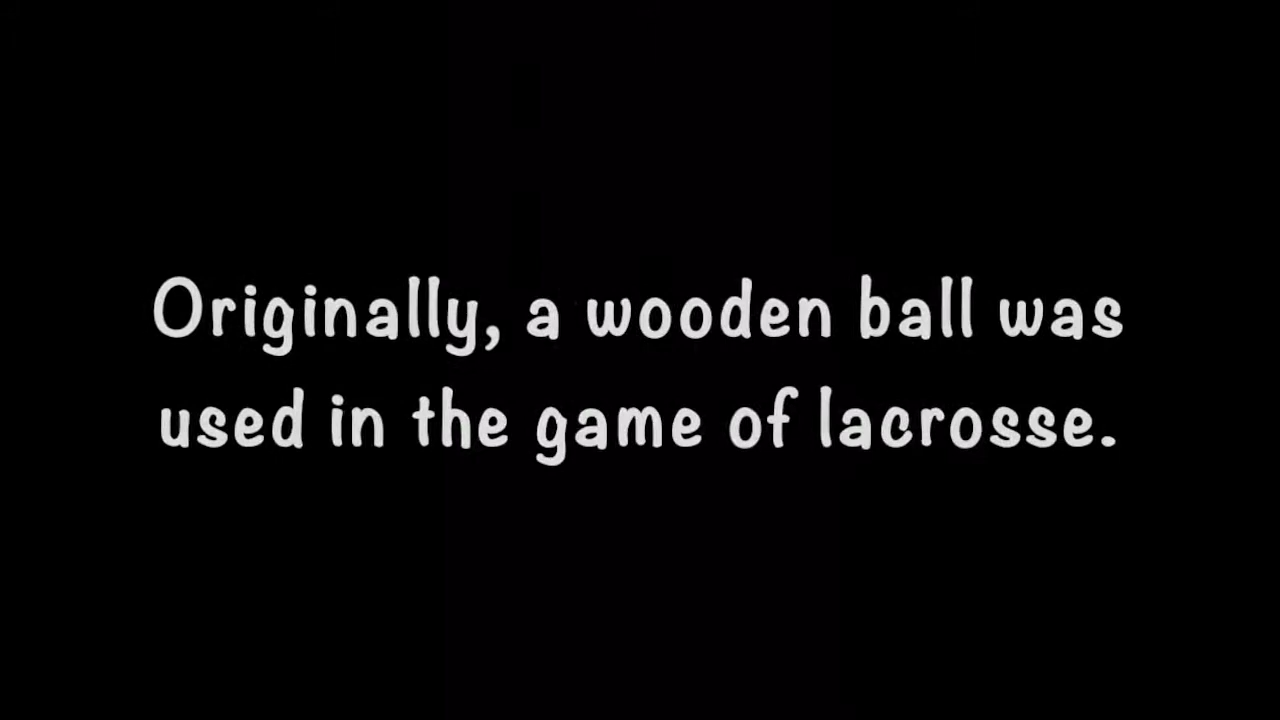 Originally, a wooden ball was
used in the game of lacrosse.